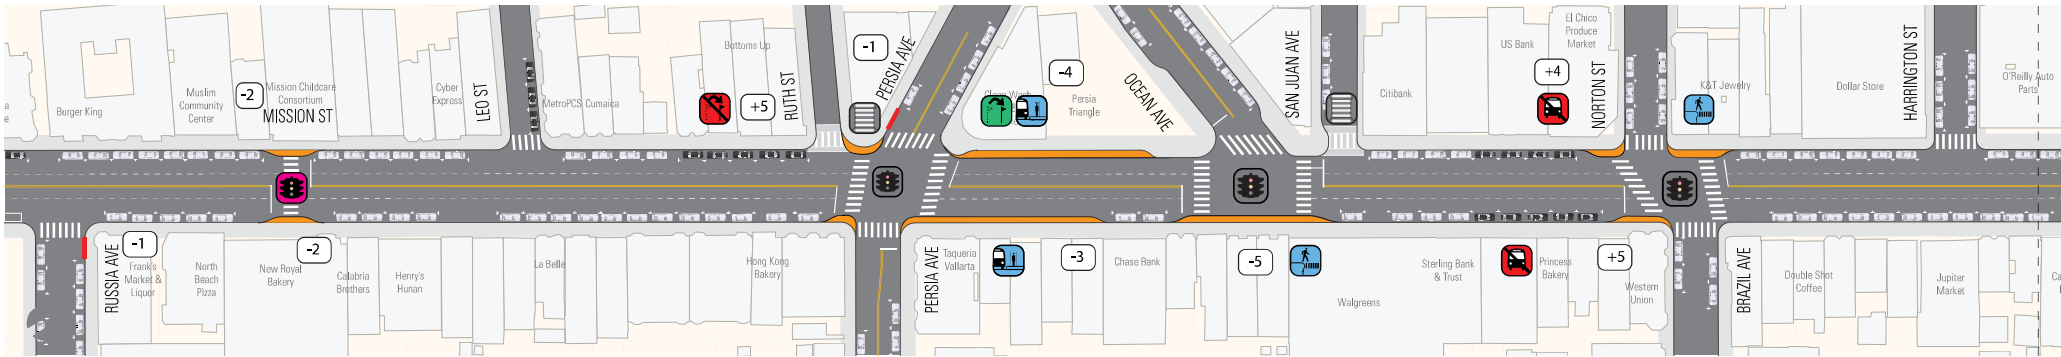 Burger King
Muslim
Community
Center
-2
Mission Childcare
Consortium
MISSION ST
Cyber
Express
LEO ST
MetroPCS
Cumaica
Bottoms Up
+5
RUTH ST
-1
PERSIA AVE
-4
Persia
Triangle
OCEAN AVE
SAN JUAN AVE
Citibank
US Bank
El Chico
Produce
Market
+4
NORTON ST
K&T Jewelry
Dollar Store
HARRINGTON ST
O'Reilly Auto
Parts
RUSSIA AVE
-1
Frank's
Market &
Liquor
North
Beach
Pizza
New Royal
Bakery
-2
Calabria
Brothers
Henry's
Hunan
La Belle
Hong Kong
Bakery
PERSIA AVE
Taqueria
Vallarta
-3
Chase Bank
-5
Walgreens
Sterling Bank
& Trust
Princess
Bakery
+5
Western
Union
BRAZIL AVE
Double Shot
Coffee
Jupiter
Market